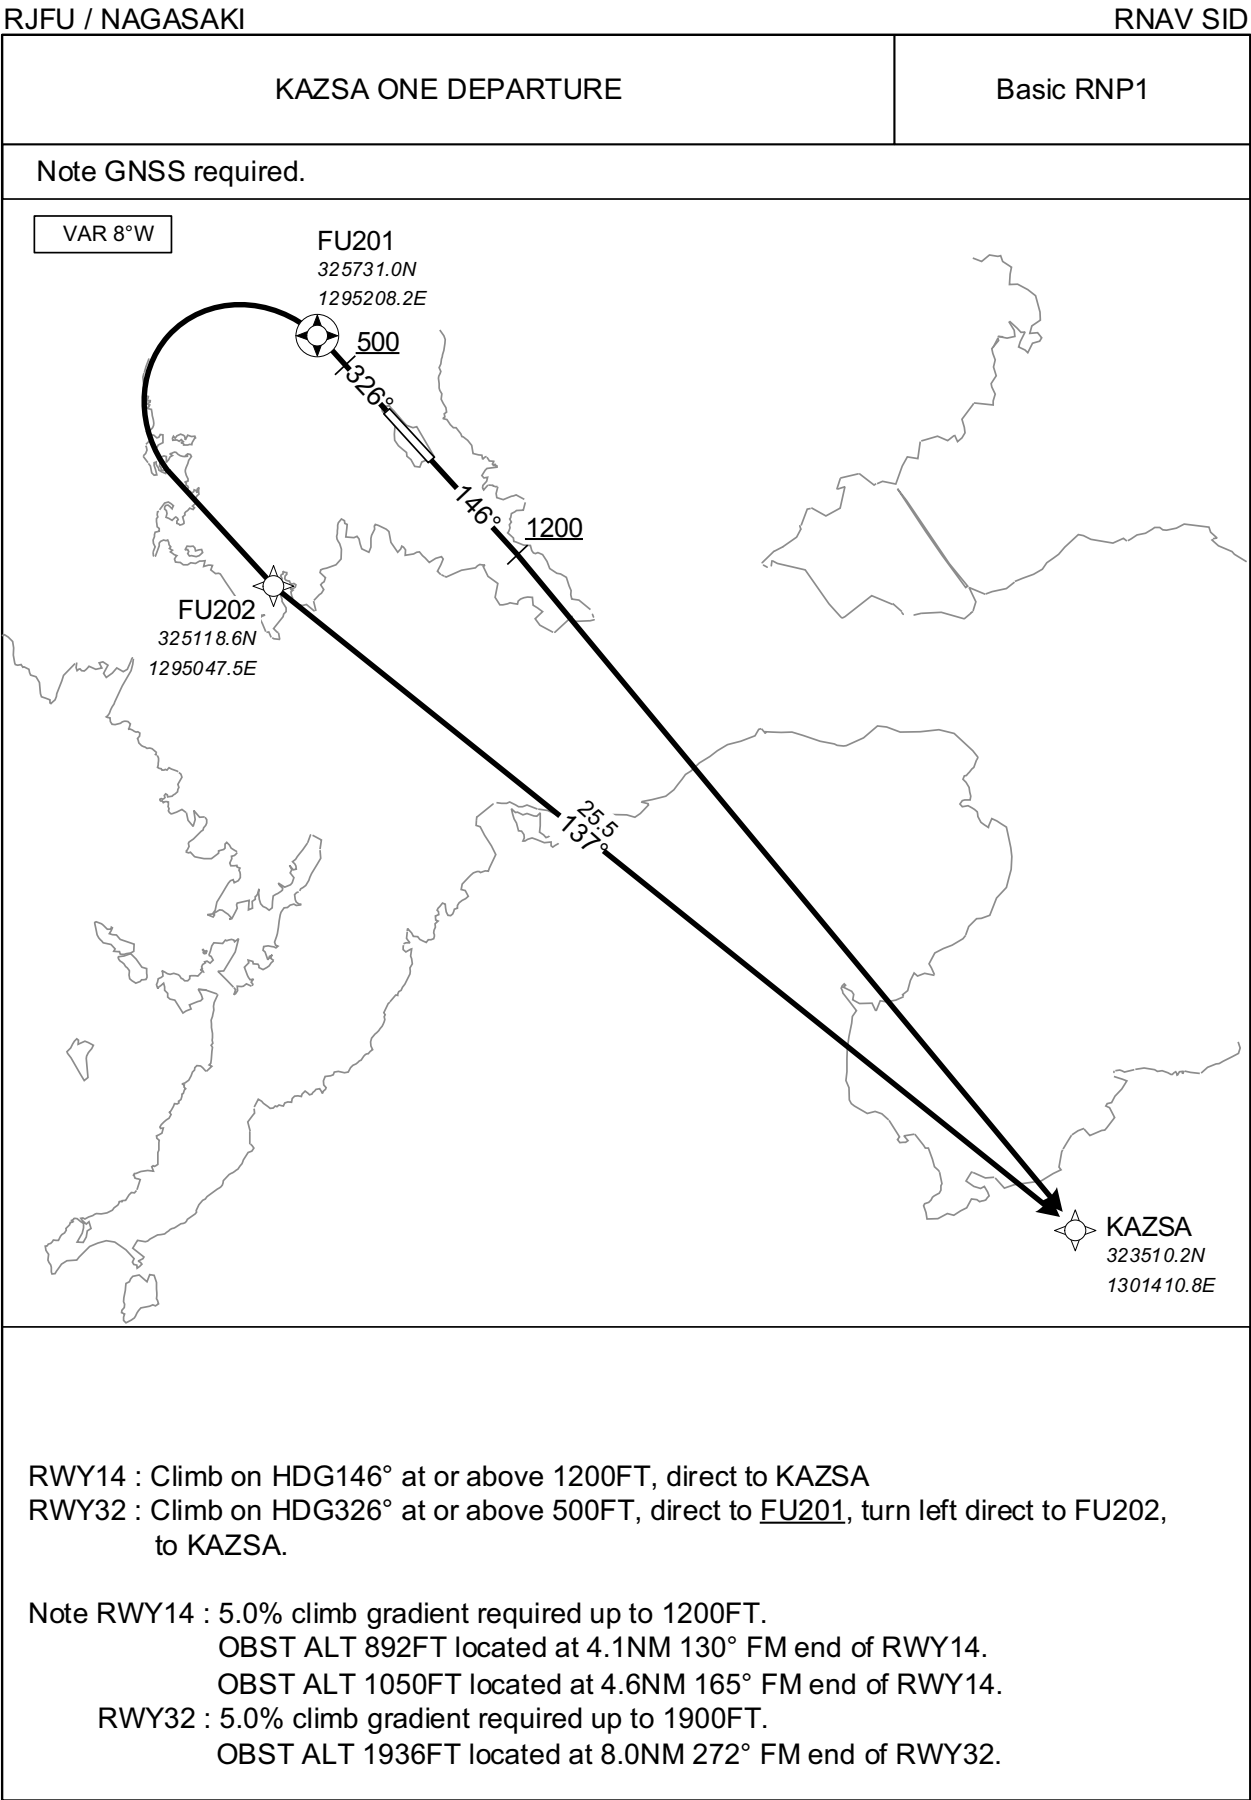 RJFU / NAGASAKI
RNAV SID
KAZSA ONE DEPARTURE
Basic RNP1
Note GNSS required.
VAR 8°W
FU201
325731.0N
1295208.2E
500
326°
146°
1200
FU202
325118.6N
1295047.5E
25.5
137°
KAZSA
323510.2N
1301410.8E
RWY14 : Climb on HDG146° at or above 1200FT, direct to KAZSA
RWY32 : Climb on HDG326° at or above 500FT, direct to FU201, turn left direct to FU202,
to KAZSA.
Note RWY14 : 5.0% climb gradient required up to 1200FT.
OBST ALT 892FT located at 4.1NM 130° FM end of RWY14.
OBST ALT 1050FT located at 4.6NM 165° FM end of RWY14.
RWY32 : 5.0% climb gradient required up to 1900FT.
OBST ALT 1936FT located at 8.0NM 272° FM end of RWY32.